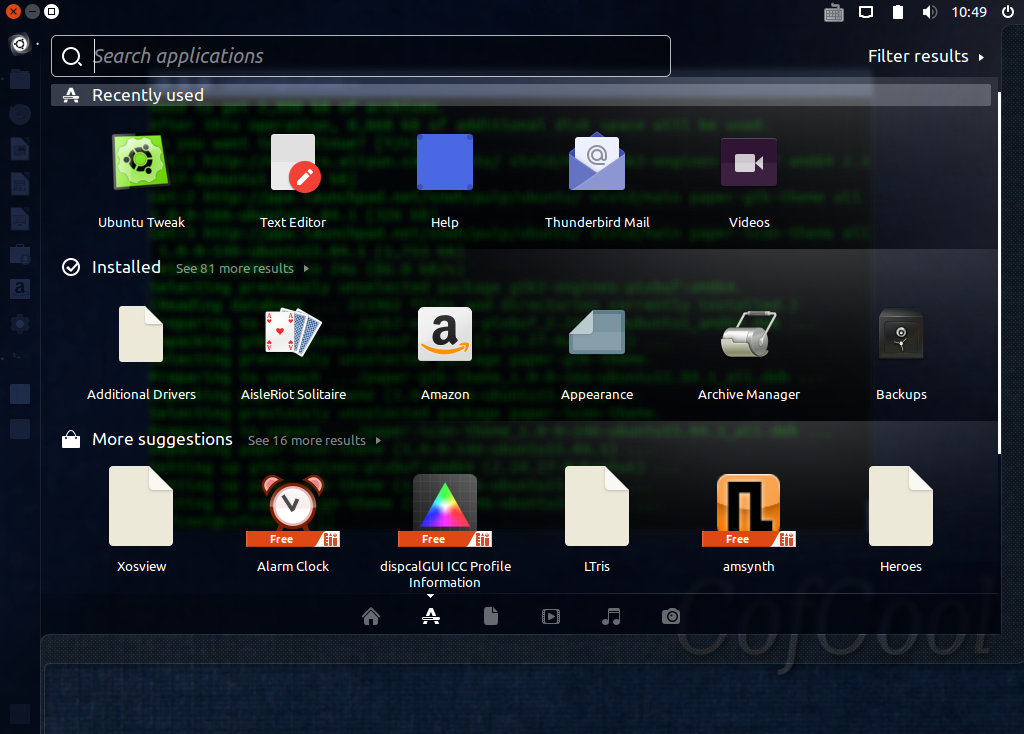 10:49
Search applications
Filter results
Recently used
Ubuntu Tweak
Text Editor
Help
Thunderbird Mail
Videos
Installed
See 81 more results
Additional Drivers
AisleRiot Solitaire
Amazon
Appearance
Archive Manager
Backups
More suggestions
See 16 more results
Free
Free
Free
Xosview
Alarm Clock
dispcalGUI ICC Profile
Information
LTris
amsynth
Heroes
CofCool